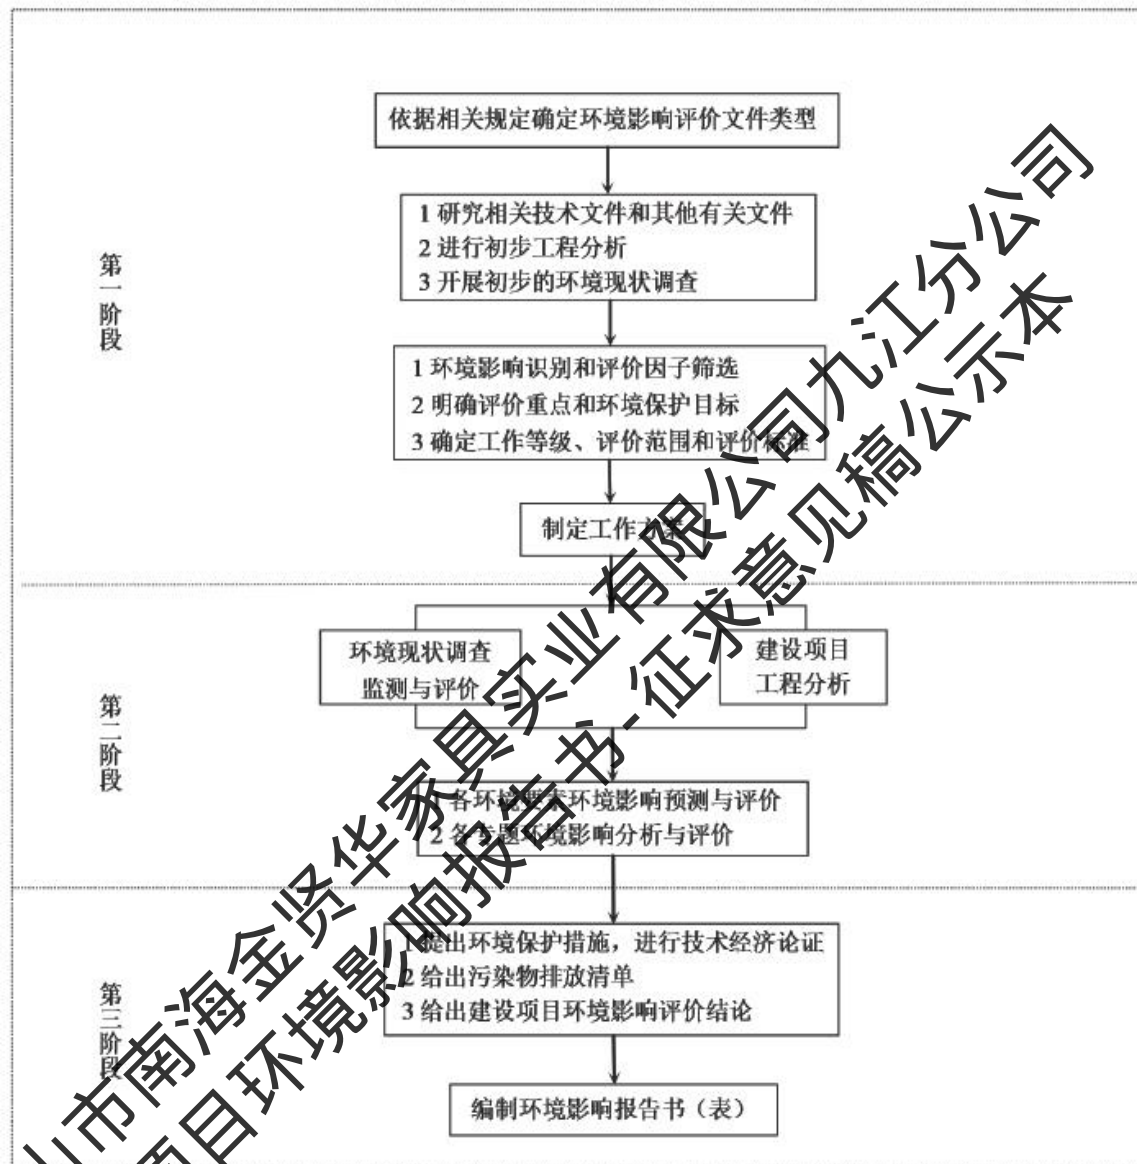 依据相关规定确定环境影响评价文件类型
1 研究相关技术文件和其他有关文件
2 进行初步工程分析
3 开展初步的环境现状调查
第一阶段
1 环境影响识别和评价因子筛选
2 明确评价重点和环境保护目标
3 确定工作等级、评价范围和评价标准
制定工作方案
环境现状调查
监测与评价
建设项目
工程分析
第二阶段
1 各环境要素环境影响预测与评价
2 各专题环境影响分析与评价
1 提出环境保护措施，进行技术经济论证
2 给出污染物排放清单
3 给出建设项目环境影响评价结论
第三阶段
编制环境影响报告书（表）
山市南海金贤华家具实业有限公司九江分公司
项目环境影响报告书-征求意见稿公示本